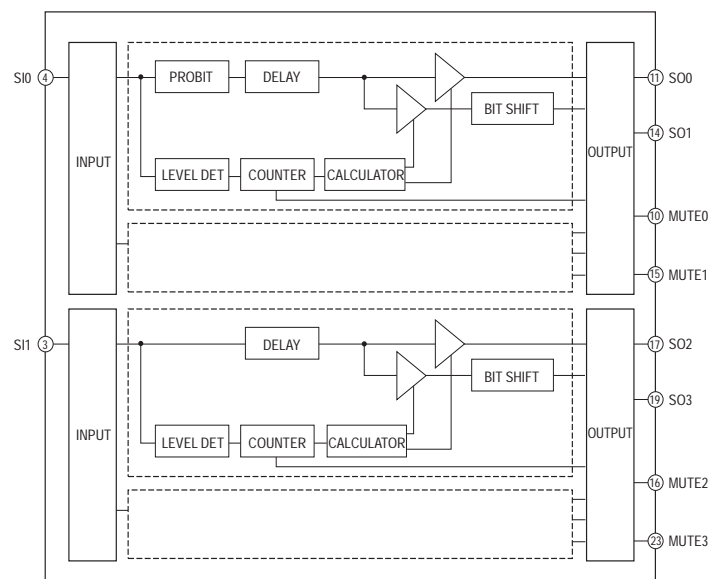 SI0 4 PROBIT DELAY 11 SO0
BIT SHIFT
14 SO1
INPUT OUTPUT
LEVEL DET COUNTER CALCULATOR
10 MUTE0
15 MUTE1
SI1 3 DELAY 17 SO2
BIT SHIFT
19 SO3
INPUT OUTPUT
LEVEL DET COUNTER CALCULATOR
16 MUTE2
23 MUTE3